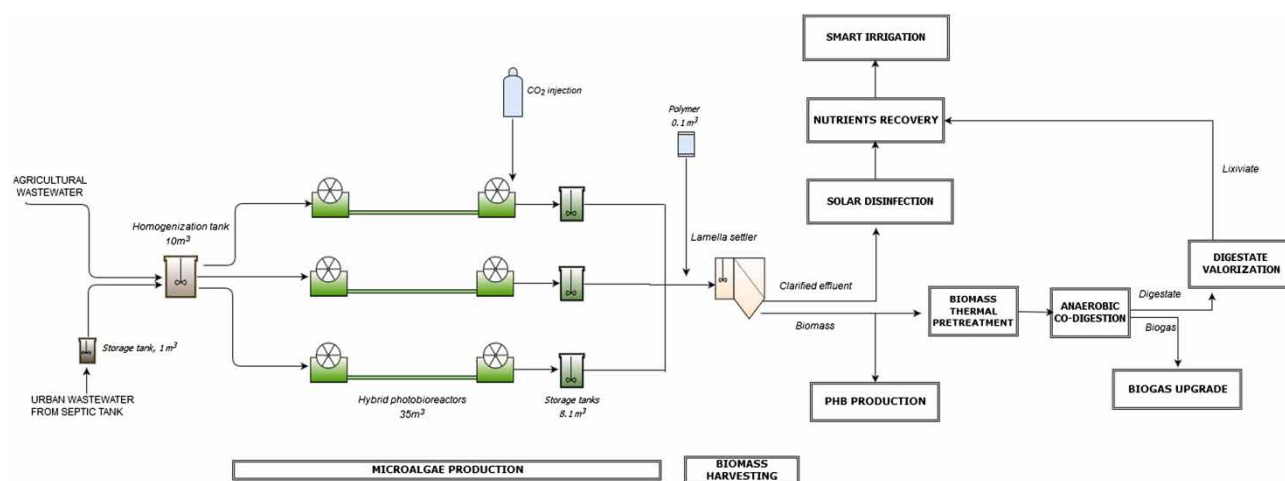 SMART IRRIGATION
CO2 injection
Polymer
0.1 m3
NUTRIENTS RECOVERY
Lixiviate
AGRICULTURAL
WASTEWATER
SOLAR DISINFECTION
Homogenization tank
10m3
Lamella settler
DIGESTATE
VALORIZATION
Clarified effluent
Biomass
BIOMASS
THERMAL
PRETREATMENT
ANAEROBIC
CO-DIGESTION
Digestate
Biogas
Storage tank, 1 m3
URBAN WASTEWATER
FROM SEPTIC TANK
Hybrid photobioreactors
35m3
Storage tanks
8.1 m3
PHB PRODUCTION
BIOGAS UPGRADE
MICROALGAE PRODUCTION
BIOMASS
HARVESTING